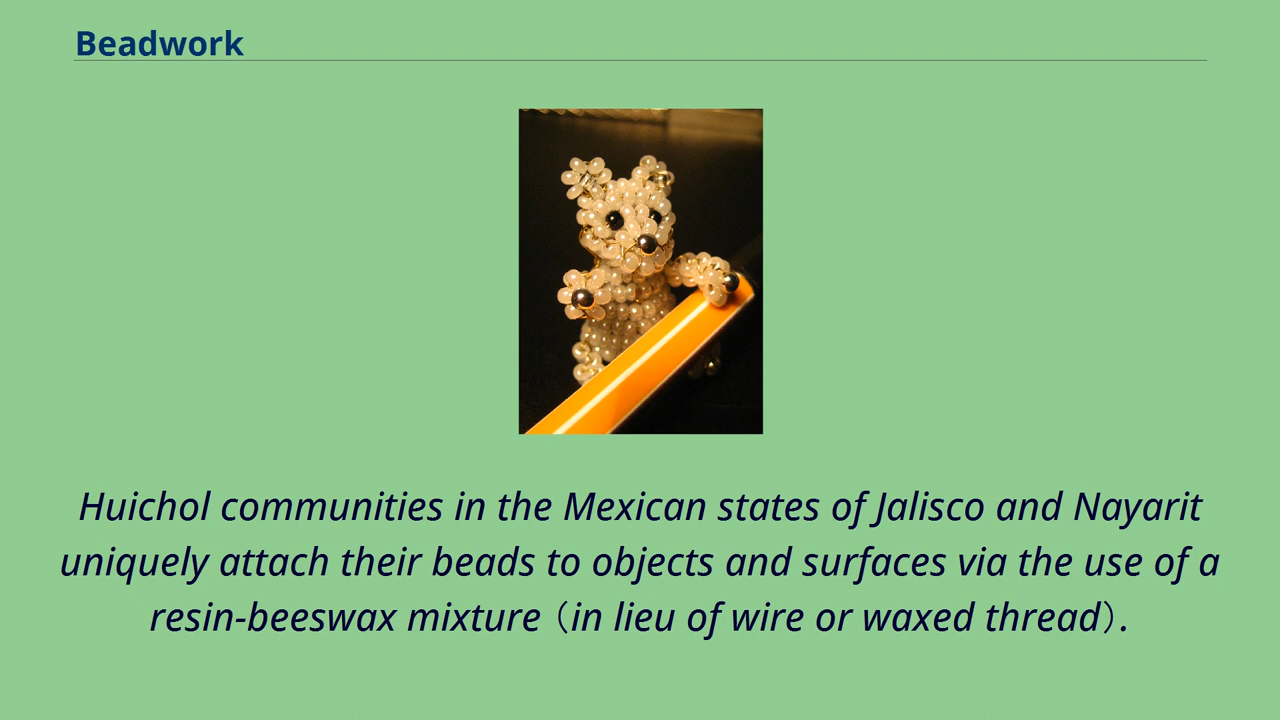 Beadwork
Huichol communities in the Mexican states of Jalisco and Nayarit
uniquely attach their beads to objects and surfaces via the use of a
resin-beeswax mixture (in lieu of wire or waxed thread).